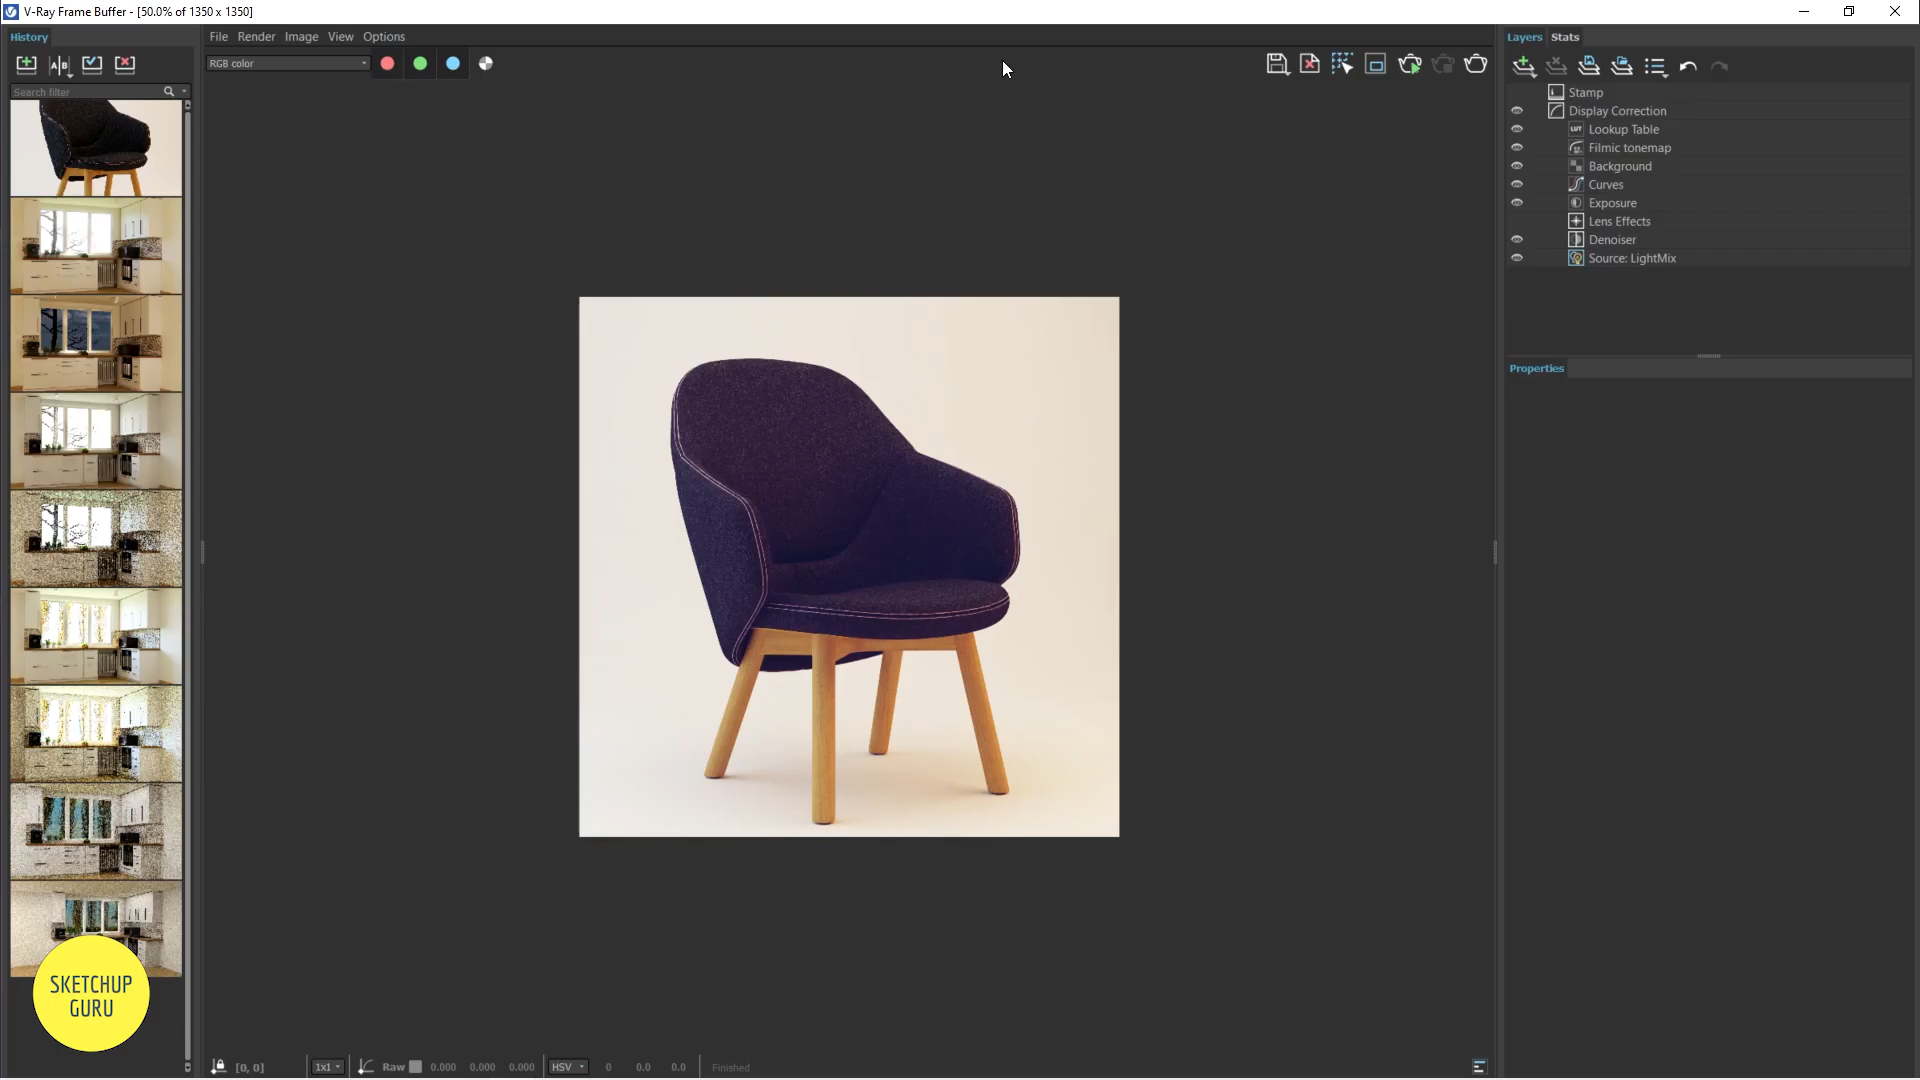 V-Ray Frame Buffer - [50.0% of 1350 x 1350]
History
File Render Image View Options
Layers Stats
RGB color
A|B
Search filter
Stamp
Display Correction
LUT Lookup Table
Filmic tonemap
Background
Curves
Exposure
Lens Effects
Denoiser
Source: LightMix
Properties
SKETCHUP
GURU
[0, 0]
1x1
Raw
0.000 0.000 0.000
HSV
0 0.0 0.0
Finished